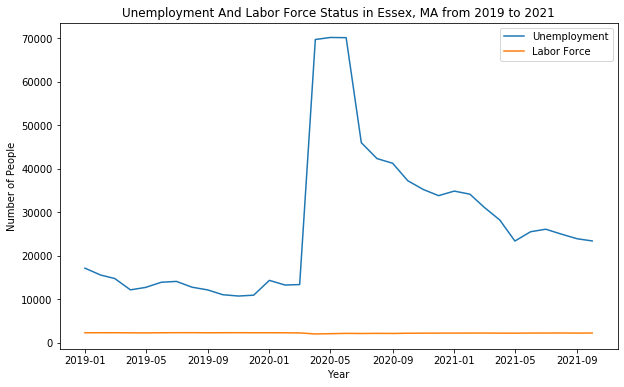 Unemployment And Labor Force Status in Essex, MA from 2019 to 2021
Unemployment
Labor Force
Number of People
70000
60000
50000
40000
30000
20000
10000
0
2019-01 2019-05 2019-09 2020-01 2020-05 2020-09 2021-01 2021-05 2021-09
Year